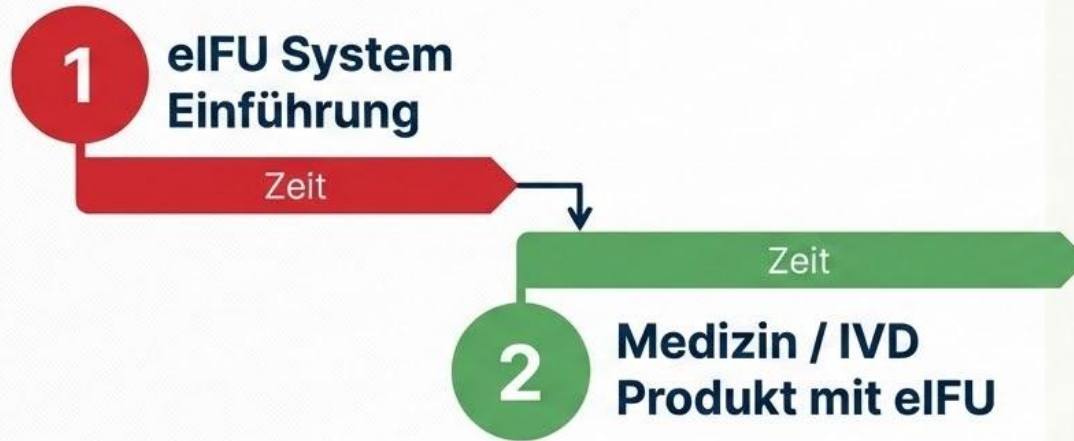 1
eIFU System
Einführung
Zeit
Zeit
2
Medizin / IVD
Produkt mit eIFU